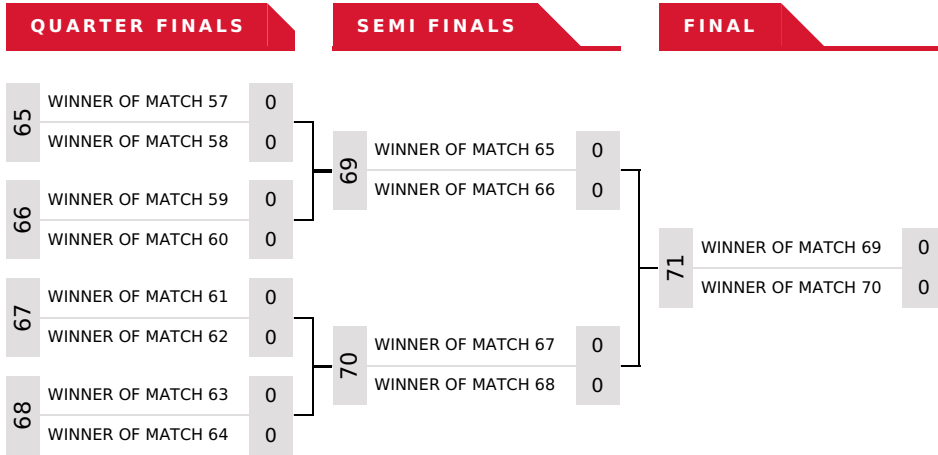 QUARTER FINALS
SEMI FINALS
FINAL
65
WINNER OF MATCH 57 0
WINNER OF MATCH 58 0
66
WINNER OF MATCH 59 0
WINNER OF MATCH 60 0
67
WINNER OF MATCH 61 0
WINNER OF MATCH 62 0
68
WINNER OF MATCH 63 0
WINNER OF MATCH 64 0
69
WINNER OF MATCH 65 0
WINNER OF MATCH 66 0
70
WINNER OF MATCH 67 0
WINNER OF MATCH 68 0
71
WINNER OF MATCH 69 0
WINNER OF MATCH 70 0